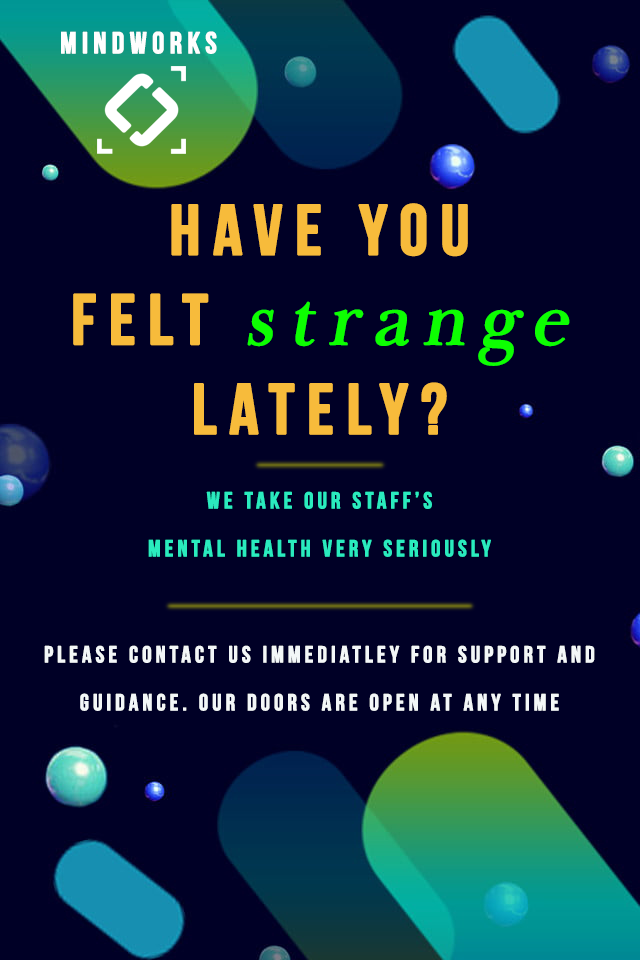 MINDWORKS
HAVE YOU
FELT strange
LATELY?
WE TAKE OUR STAFF'S
MENTAL HEALTH VERY SERIOUSLY
PLEASE CONTACT US IMMEDIATLEY FOR SUPPORT AND
GUIDANCE. OUR DOORS ARE OPEN AT ANY TIME